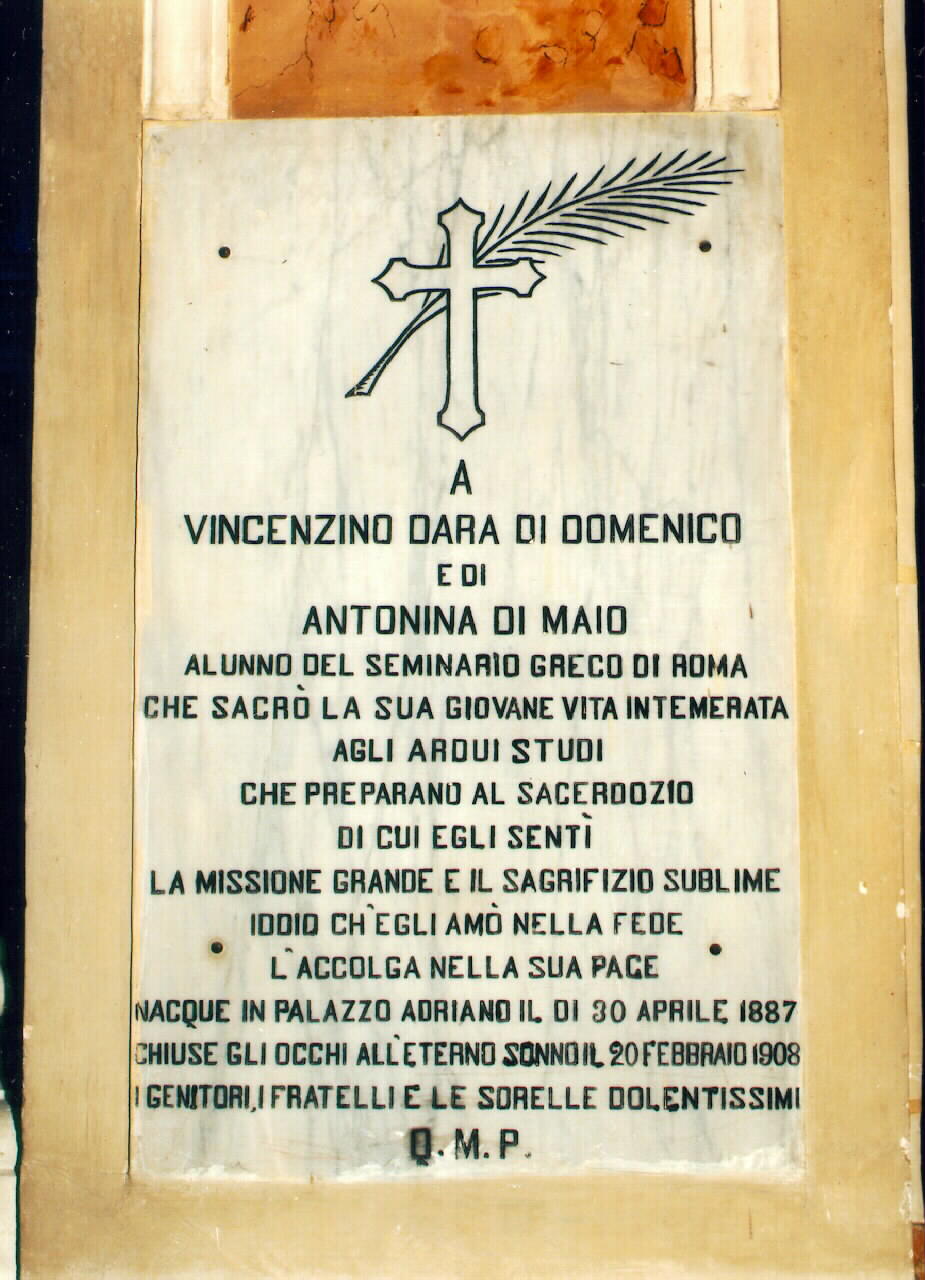 A
VINCENZINO DARA DI DOMENICO
E DI
ANTONINA DI MAIO
ALUNNO DEL SEMINARIO GRECO DI ROMA
CHE SACRÒ LA SUA GIOVANE VITA INTEMERATA
AGLI ARDUI STUDI
CHE PREPARANO AL SACERDOZIO
DI CUI EGLI SENTÌ
LA MISSIONE GRANDE E IL SAGRIFIZIO SUBLIME
IDDIO CH'EGLI AMÒ NELLA FEDE
L'ACCOLGA NELLA SUA PACE
NACQUE IN PALAZZO ADRIANO IL DI 30 APRILE 1887
CHIUSE GLI OCCHI ALL'ETERNO SONNO IL 20 FEBBRAIO 1908
I GENITORI, I FRATELLI E LE SORELLE DOLENTISSIMI
Q.M.P.